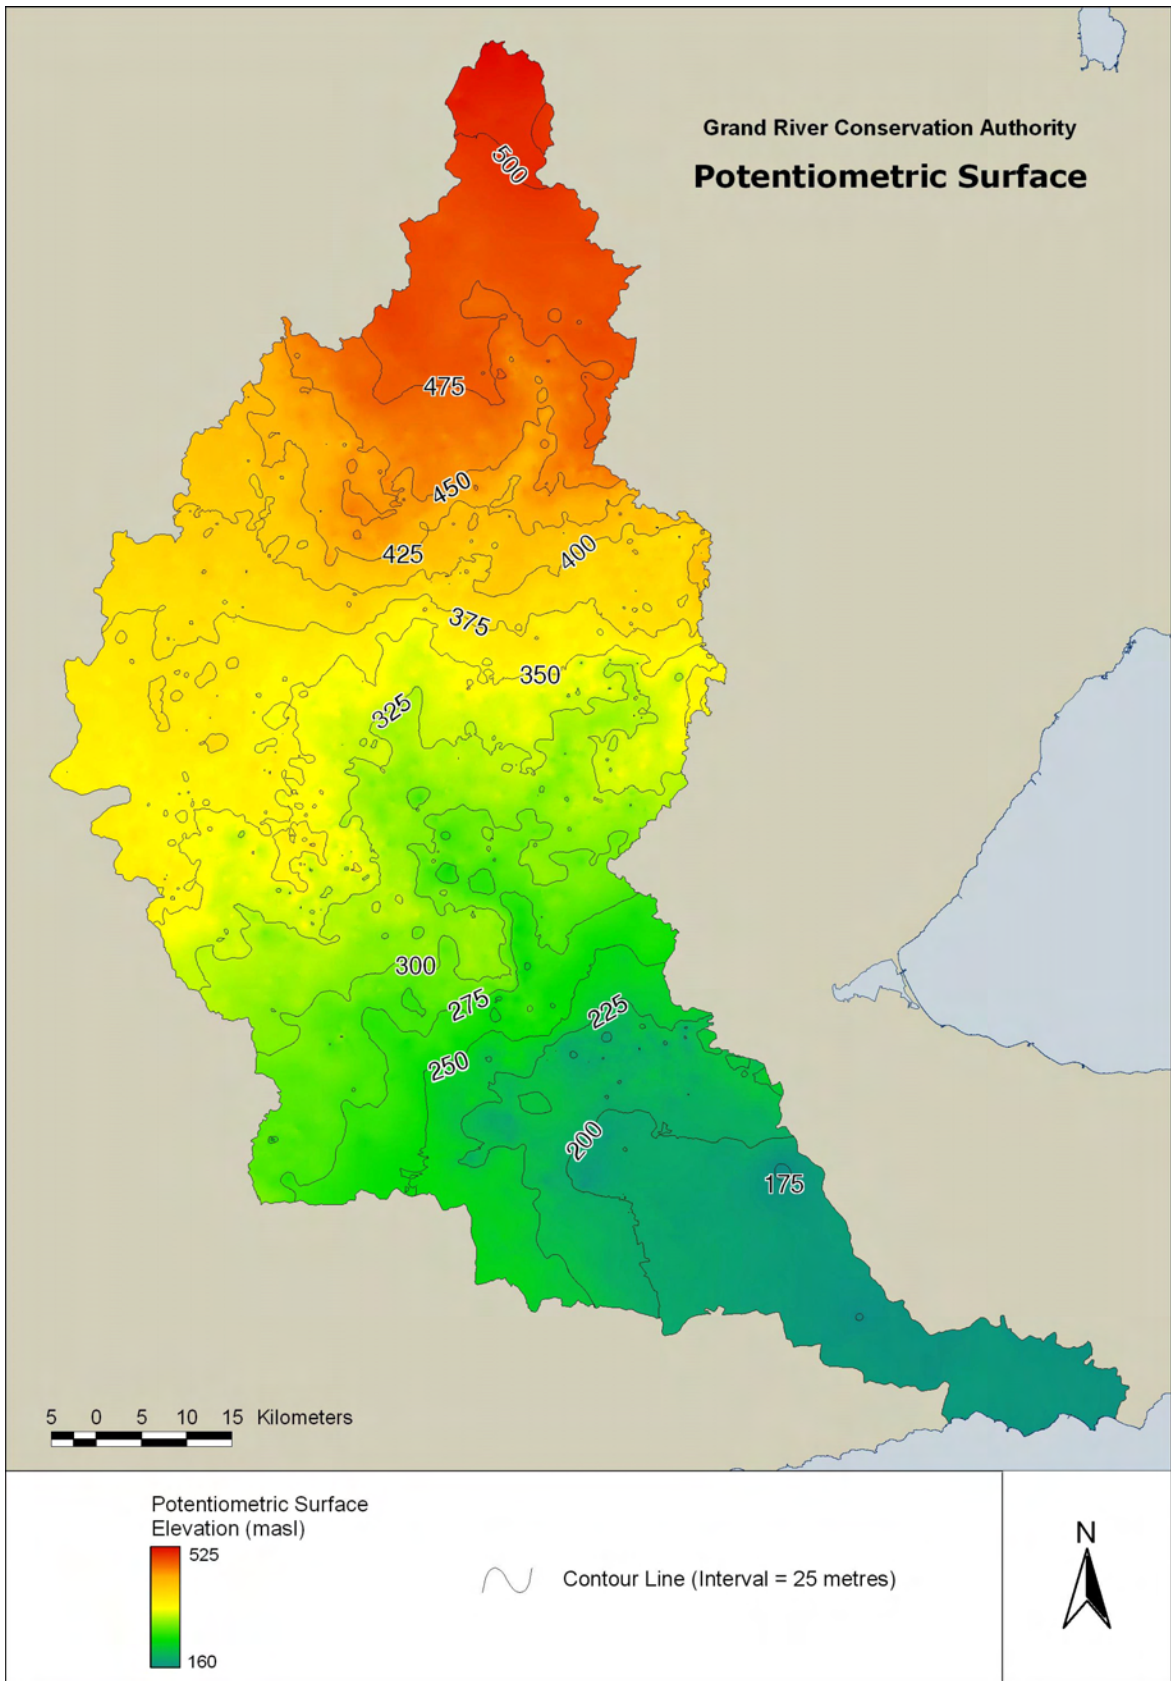 Grand River Conservation Authority
Potentiometric Surface
500
475
450
425
400
375
350
325
300
275
225
250
200
175
5 0 5 10 15 Kilometers
Potentiometric Surface
Elevation (masl)
525
160
Contour Line (Interval = 25 metres)
N